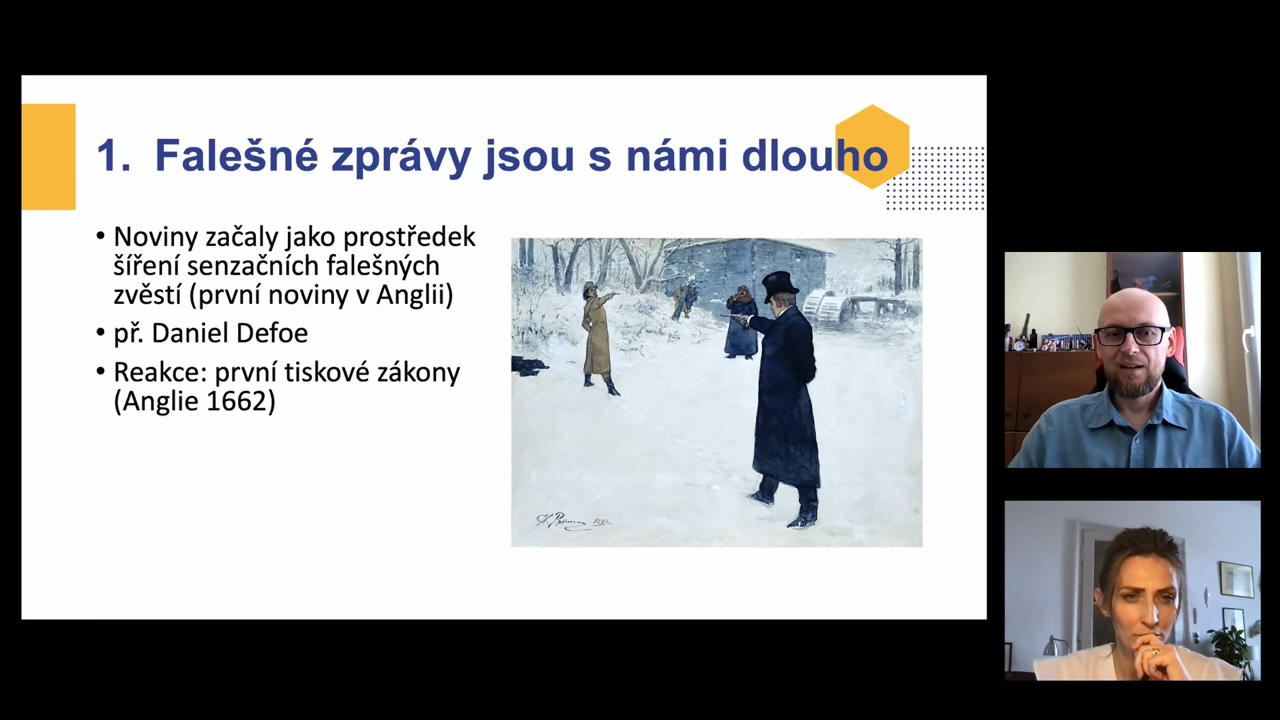 1. Falešné zprávy jsou s námi dlouho
• Noviny začaly jako prostředek
šíření senzačních falešných
zvěstí (první noviny v Anglii)
• př. Daniel Defoe
• Reakce: první tiskové zákony
(Anglie 1662)